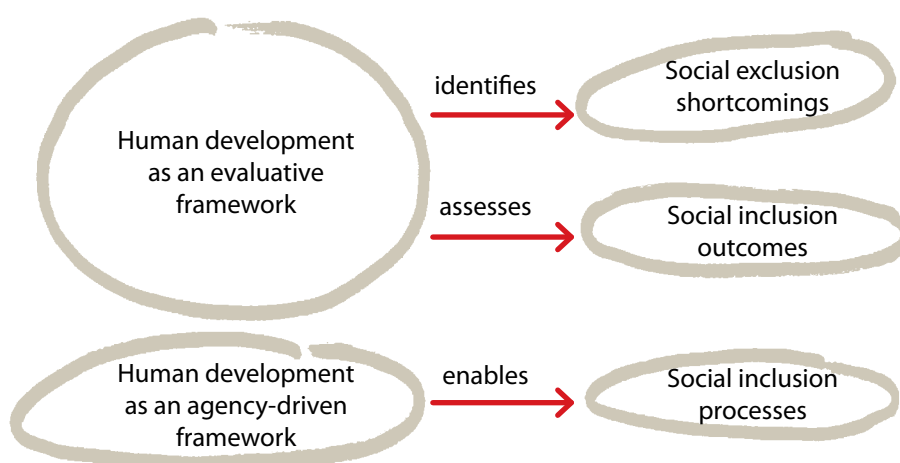 Human development
as an evaluative
framework
identifies
Social exclusion
shortcomings
assesses
Social inclusion
outcomes
Human development
as an agency-driven
framework
enables
Social inclusion
processes